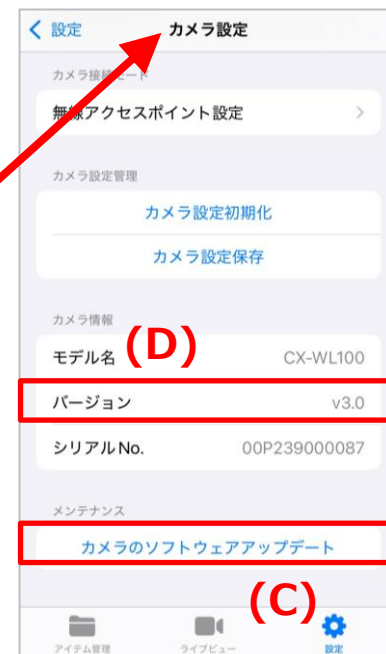 設定
カメラ設定
カメラ接続モード
無線アクセスポイント設定
カメラ設定管理
カメラ設定初期化
カメラ設定保存
カメラ情報
(D)
モデル名 CX-WL100
バージョン v3.0
シリアルNo. 00P239000087
メンテナンス
カメラのソフトウェアアップデート
(C)
アイテム管理 ライブビュー 設定